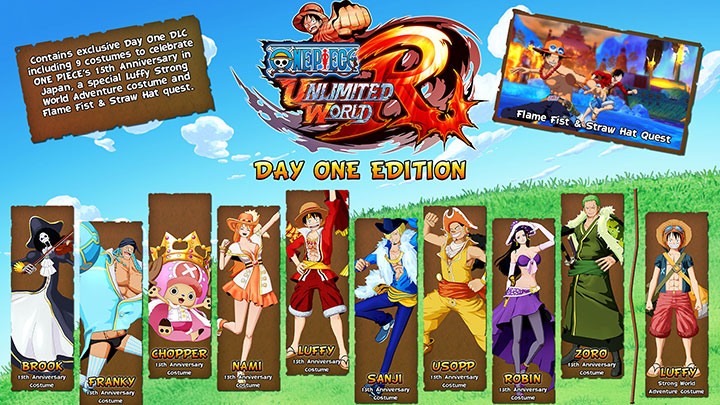 Contains exclusive Day One DLC
including 9 costumes to celebrate
ONE PIECE's 15th Anniversary in
Japan, a special Luffy Strong
World Adventure costume and
Flame Fist & Straw Hat quest.
ONE PIECE
UNLIMITED
WORLD R
DAY ONE EDITION
Flame Fist & Straw Hat Quest
BROOK
15th Anniversary
Costume
FRANKY
15th Anniversary
Costume
CHOPPER
15th Anniversary
Costume
NAMI
15th Anniversary
Costume
LUFFY
15th Anniversary
Costume
SANJI
15th Anniversary
Costume
USOPP
15th Anniversary
Costume
ROBIN
15th Anniversary
Costume
ZORO
15th Anniversary
Costume
LUFFY
Strong World
Adventure Costume